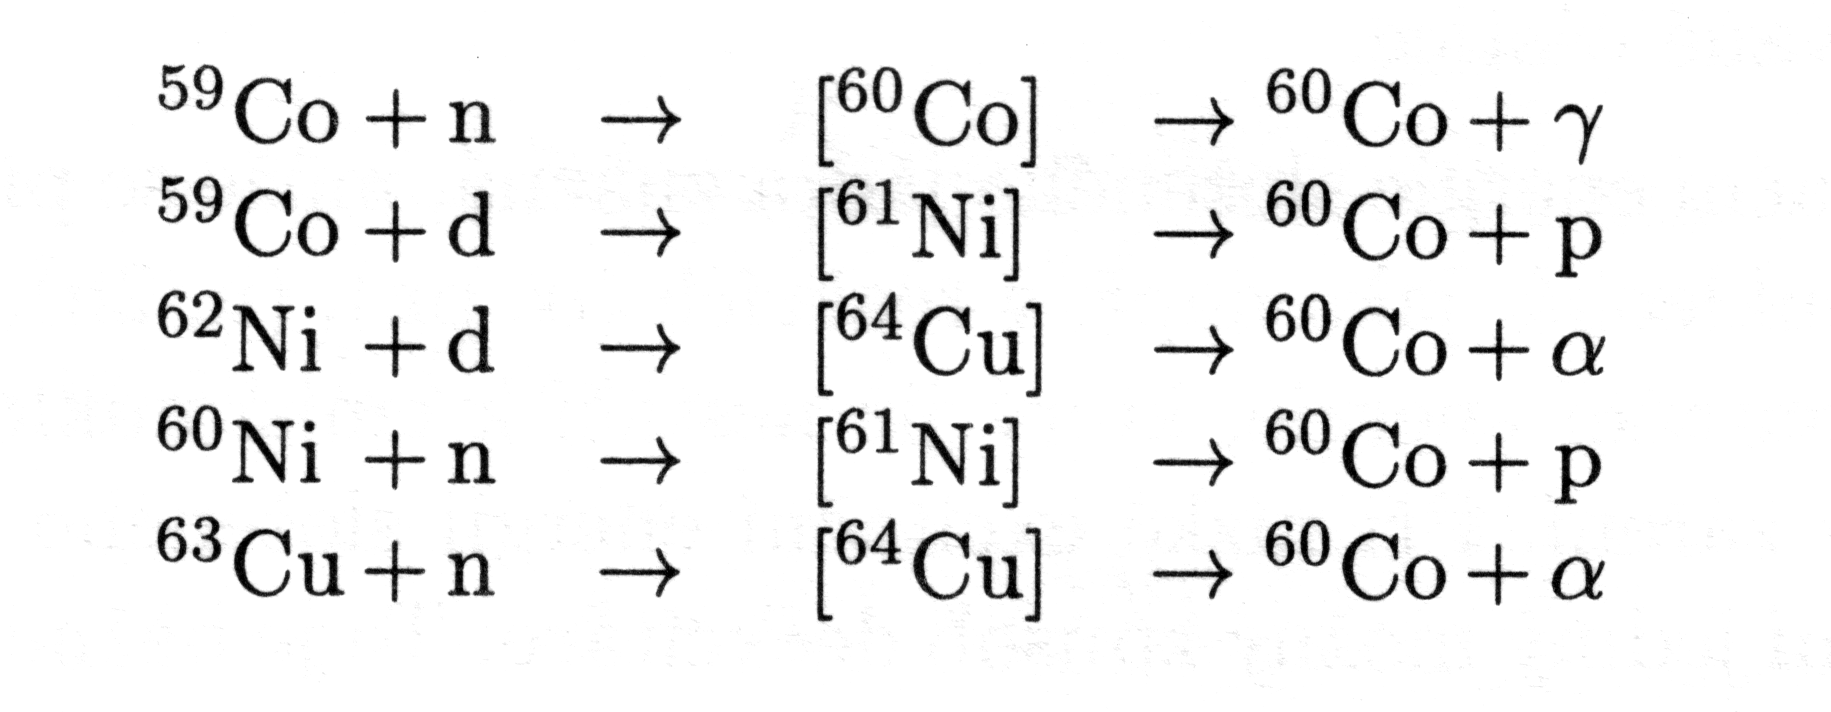 ⁵⁹Co + n → [⁶⁰Co] → ⁶⁰Co + γ
⁵⁹Co + d → [⁶¹Ni] → ⁶⁰Co + p
⁶²Ni + d → [⁶⁴Cu] → ⁶⁰Co + α
⁶⁰Ni + n → [⁶¹Ni] → ⁶⁰Co + p
⁶³Cu + n → [⁶⁴Cu] → ⁶⁰Co + α